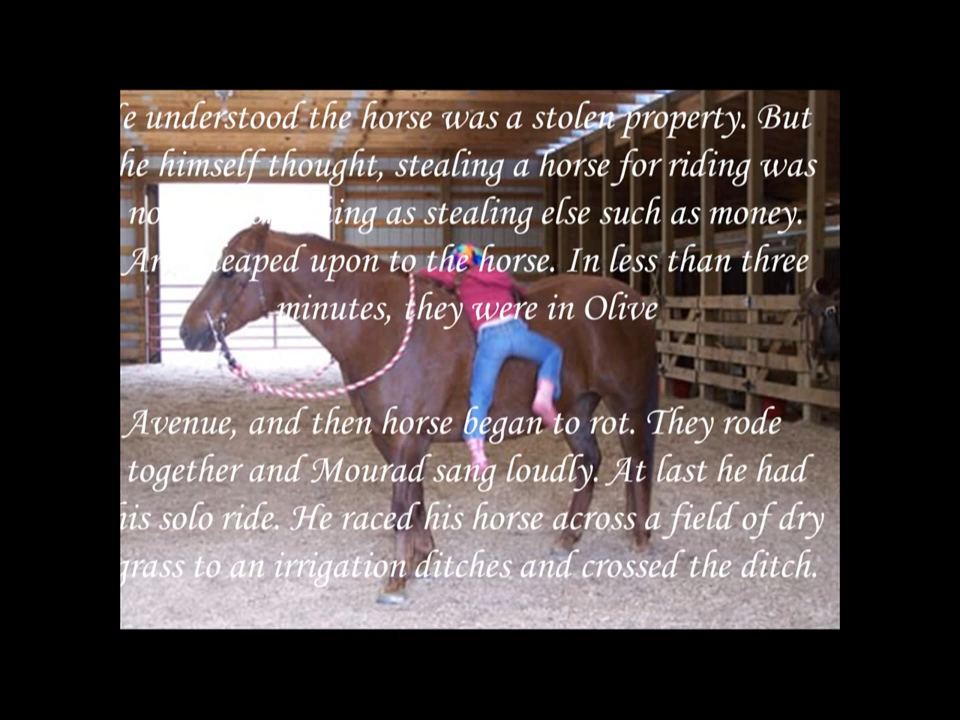 understood the horse was a stolen property. But
he himself thought, stealing a horse for riding was
as stealing else such as money.
leaped upon to the horse. In less than three
minutes, they were in Olive
Avenue, and then horse began to rot. They rode
together and Mourad sang loudly. At last he had
his solo ride. He raced his horse across a field of dry
grass to an irrigation ditches and crossed the ditch.